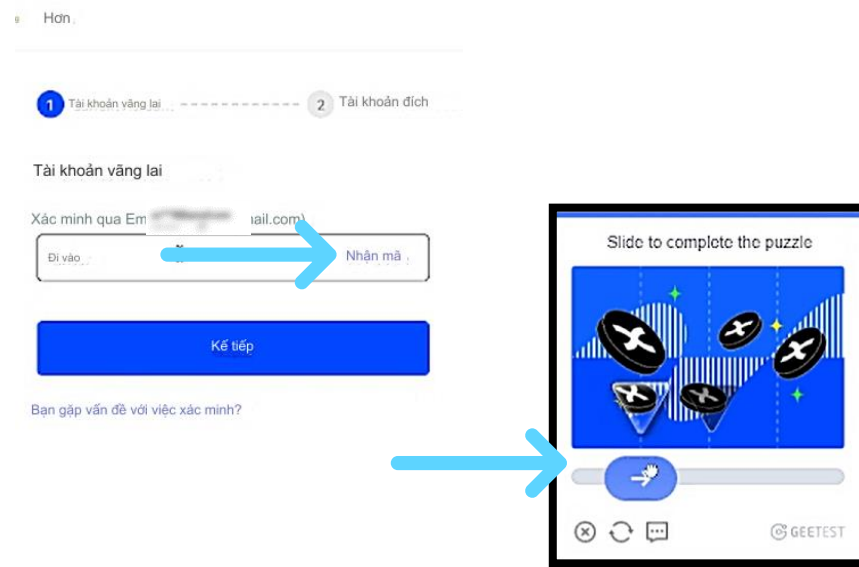 Hơn
1 Tài khoản vãng lai
2 Tài khoản đích
Tài khoản vãng lai
Xác minh qua Em ail.com)
Đi vào
Nhận mã
Kế tiếp
Bạn gặp vấn đề với việc xác minh?
Slide to complete the puzzle
GEETEST